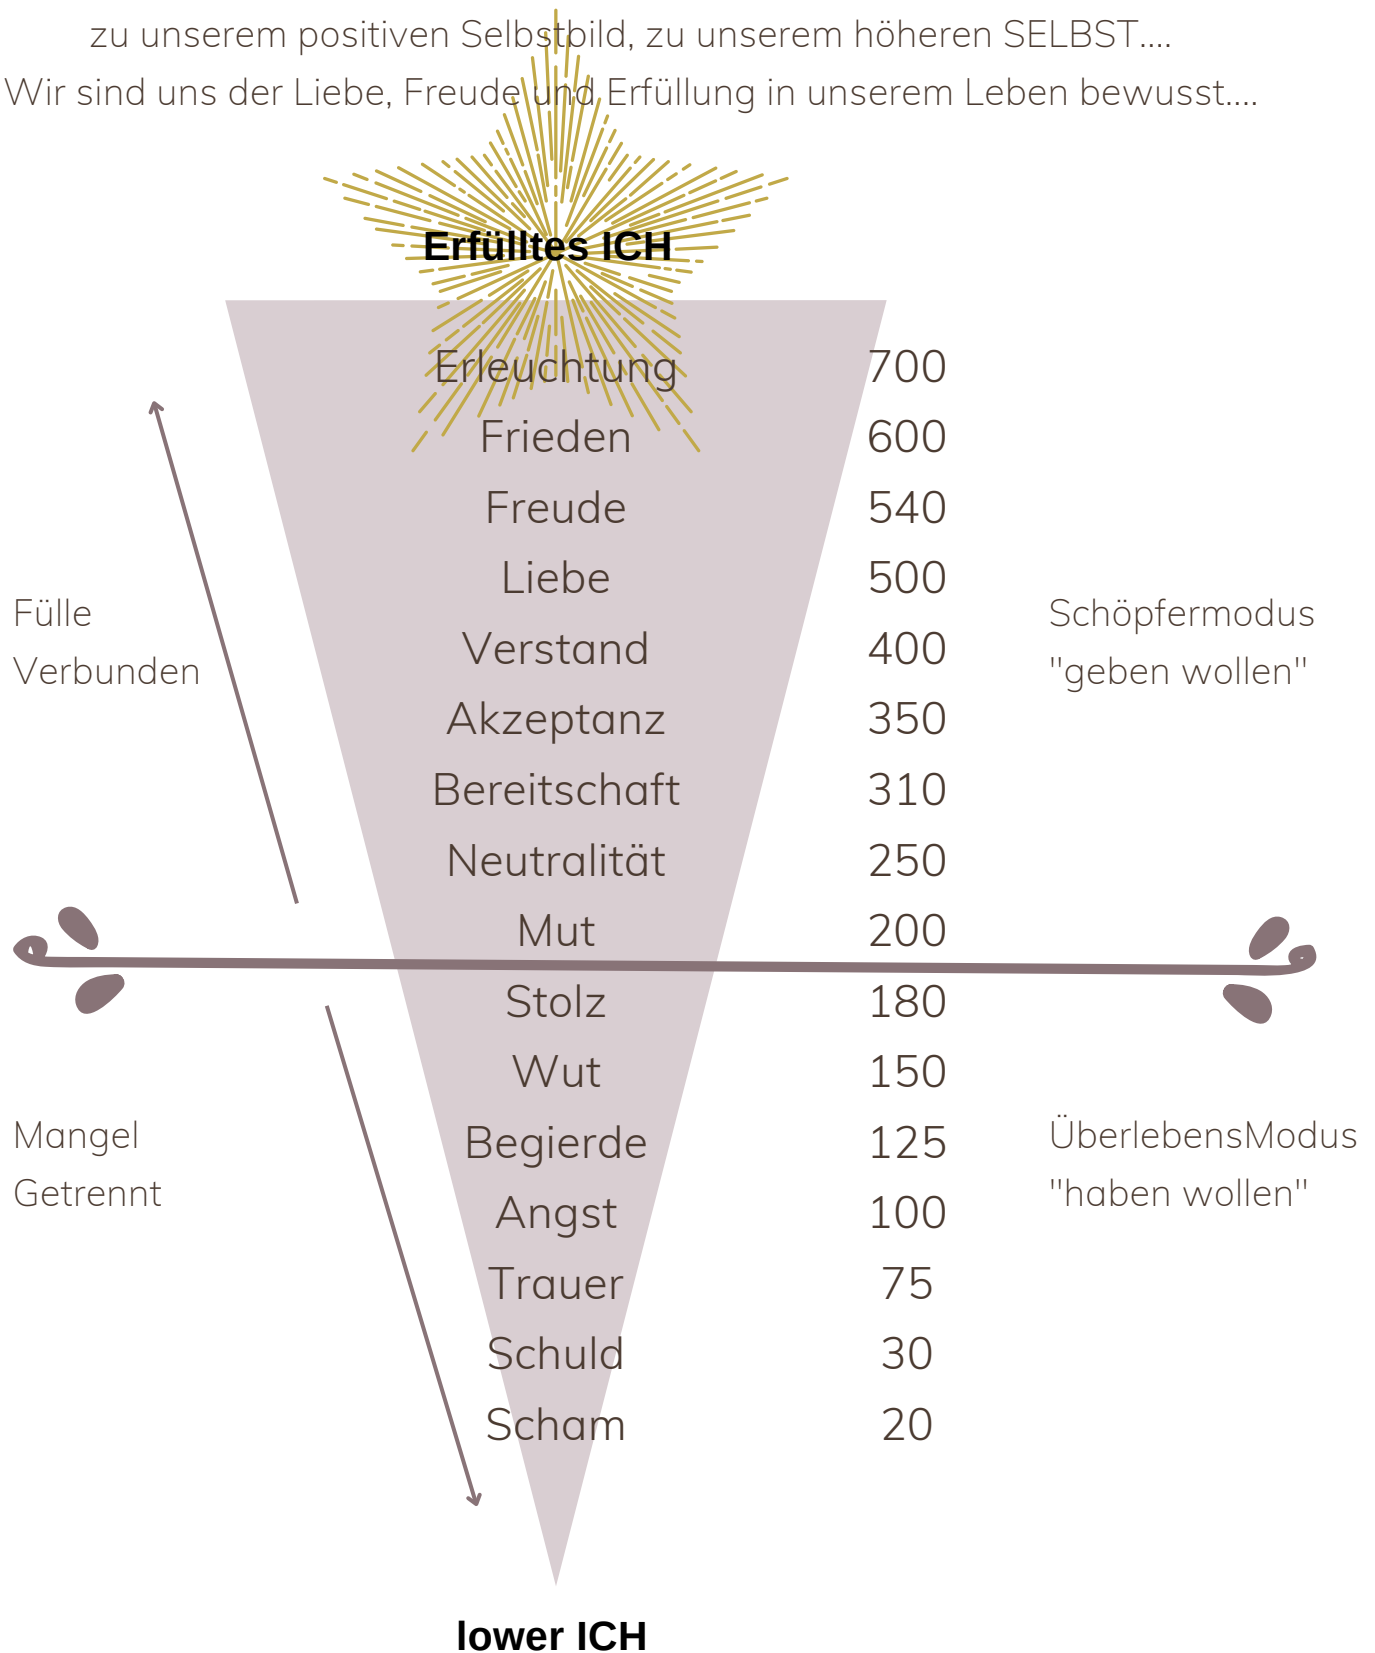 zu unserem positiven Selbstbild, zu unserem höheren SELBST....
Wir sind uns der Liebe, Freude und Erfüllung in unserem Leben bewusst....
Erfülltes ICH
Erleuchtung 700
Frieden 600
Freude 540
Liebe 500
Fülle Schöpfermodus
Verstand 400
Verbunden "geben wollen"
Akzeptanz 350
Bereitschaft 310
Neutralität 250
Mut 200
Stolz 180
Wut 150
Mangel Begierde 125 ÜberlebensModus
Getrennt "haben wollen"
Angst 100
Trauer 75
Schuld 30
Scham 20
lower ICH